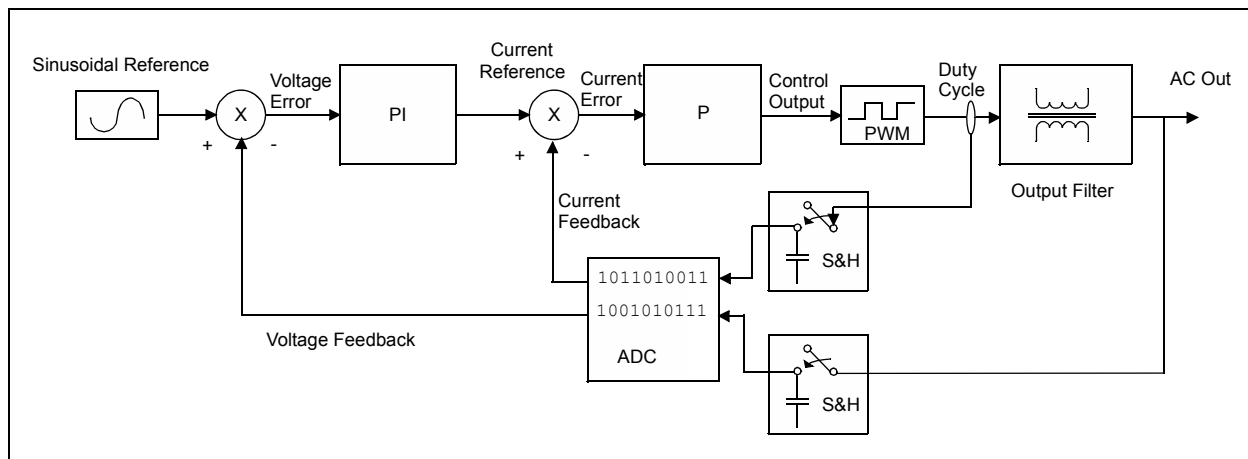 Sinusoidal Reference
X
+
-
Voltage
Error
PI
Current
Reference
X
+
-
Current
Error
P
Control
Output
PWM
Duty
Cycle
AC Out
Output Filter
Current
Feedback
S&H
1011010011
1001010111
ADC
Voltage Feedback
S&H